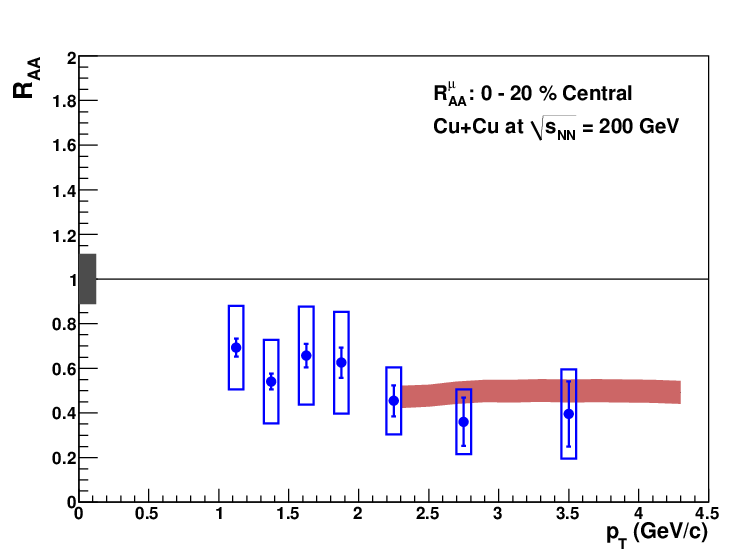 R_AA
2
1.8
1.6
1.4
1.2
1
0.8
0.6
0.4
0.2
0
R^μ_AA: 0 - 20 % Central
Cu+Cu at √s_NN = 200 GeV
0 0.5 1 1.5 2 2.5 3 3.5 4 4.5
p_T (GeV/c)